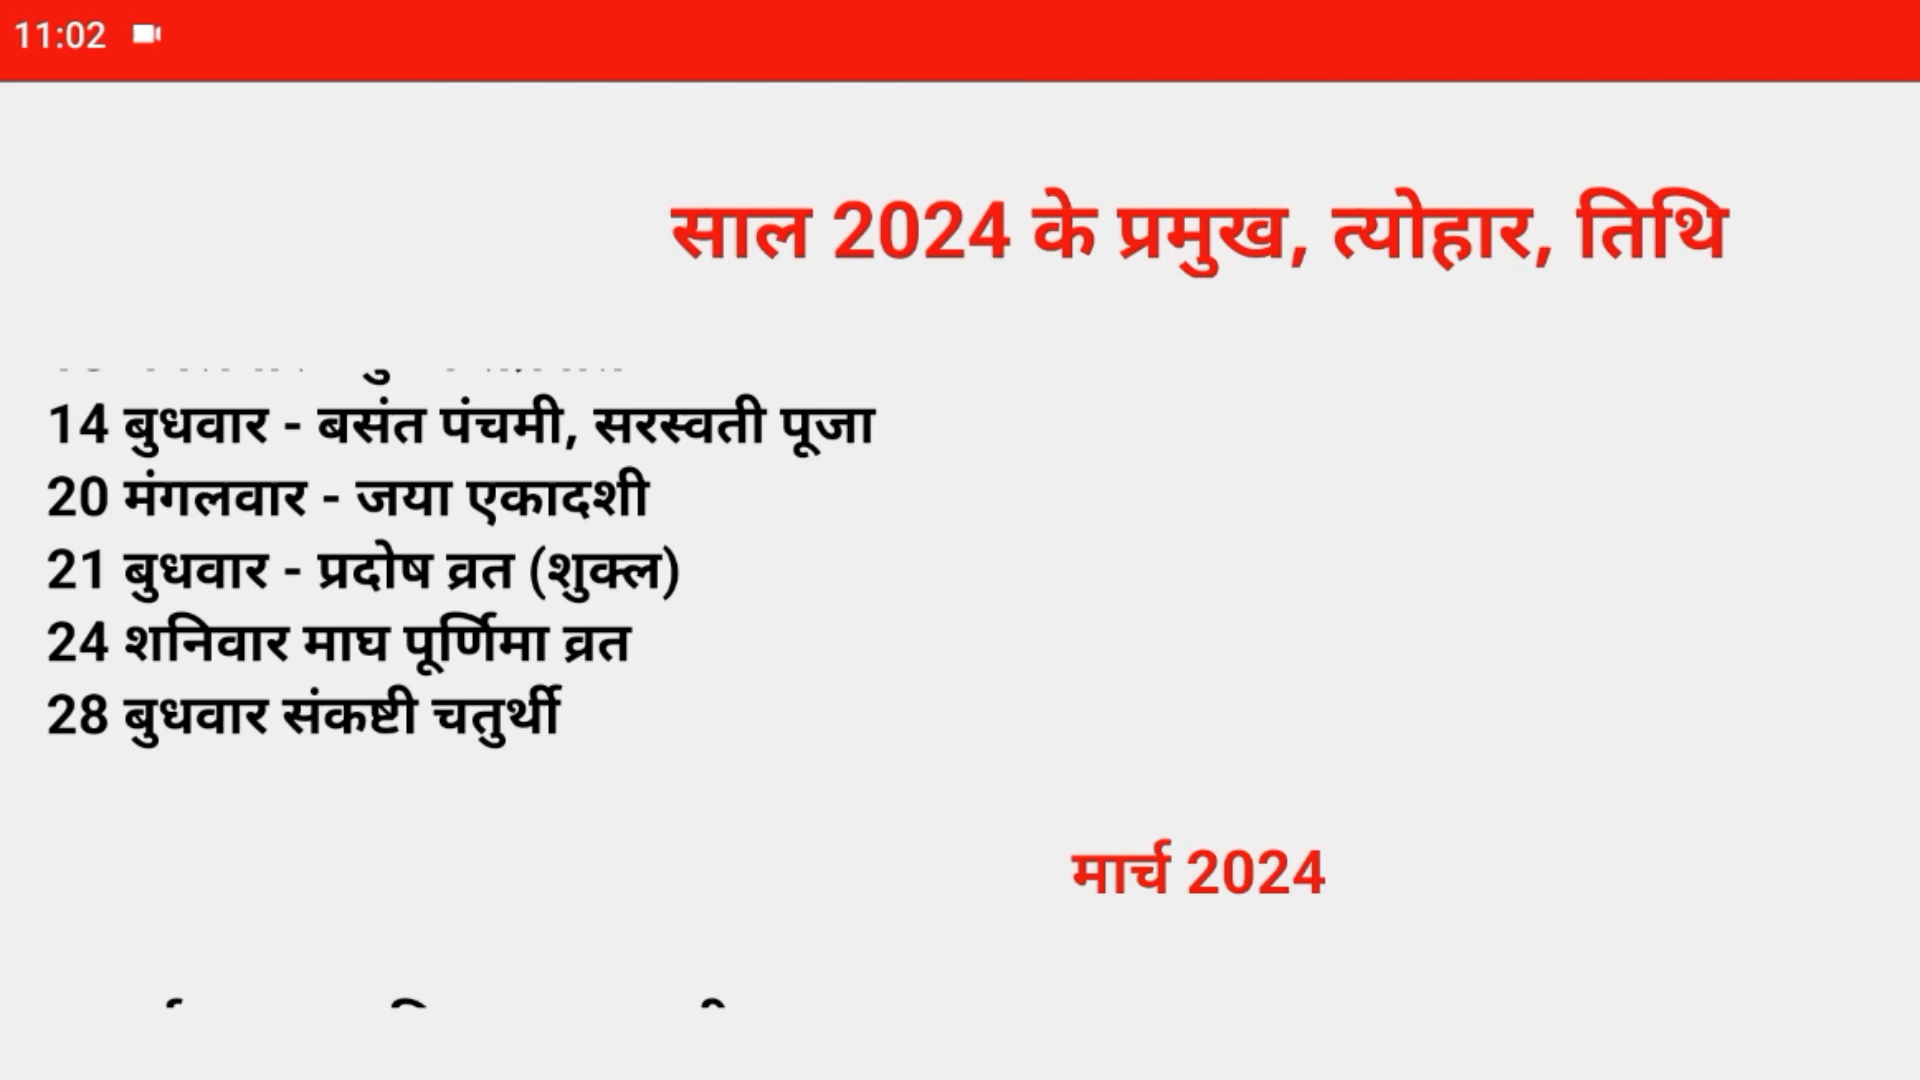 11:02
साल 2024 के प्रमुख, त्योहार, तिथि
14 बुधवार - बसंत पंचमी, सरस्वती पूजा
20 मंगलवार - जया एकादशी
21 बुधवार - प्रदोष व्रत (शुक्ल)
24 शनिवार माघ पूर्णिमा व्रत
28 बुधवार संकष्टी चतुर्थी
मार्च 2024